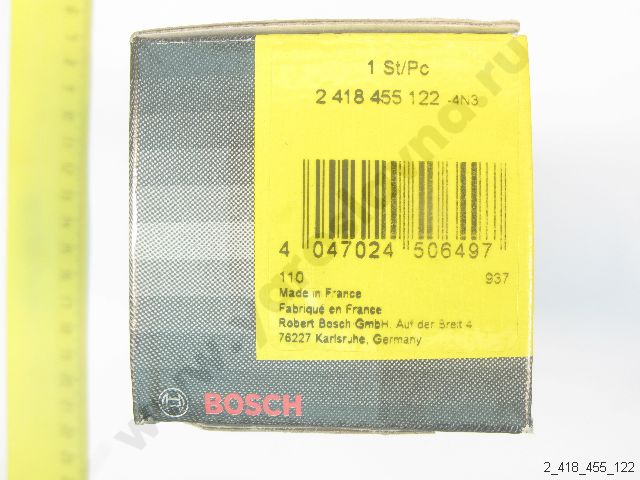 1 St/Pc
2 418 455 122 -4N3
4 047024 506497
110 937
Made in France
Fabriqué en France
Robert Bosch GmbH. Auf der Breit 4
76227 Karlsruhe, Germany
BOSCH
2_418_455_122